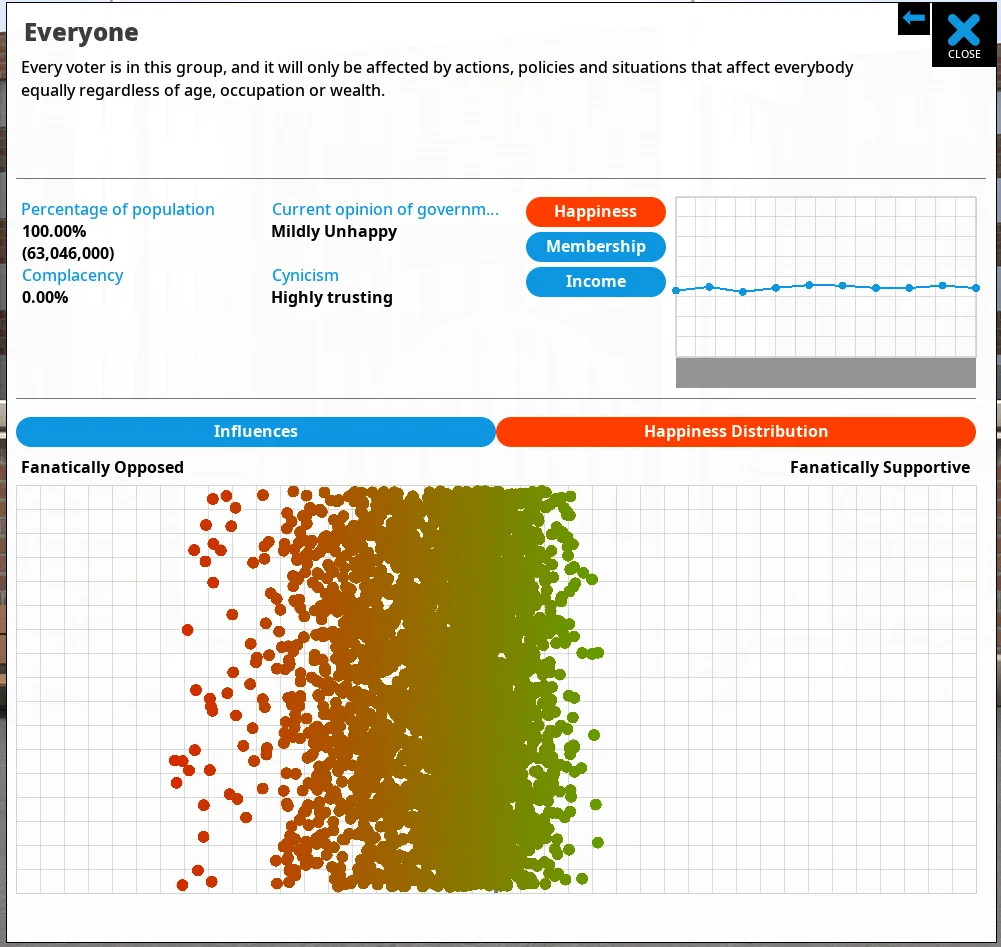 Everyone
CLOSE
Every voter is in this group, and it will only be affected by actions, policies and situations that affect everybody
equally regardless of age, occupation or wealth.
Percentage of population
100.00%
(63,046,000)
Complacency
0.00%
Current opinion of governm...
Mildly Unhappy
Cynicism
Highly trusting
Happiness
Membership
Income
Influences
Happiness Distribution
Fanatically Opposed
Fanatically Supportive